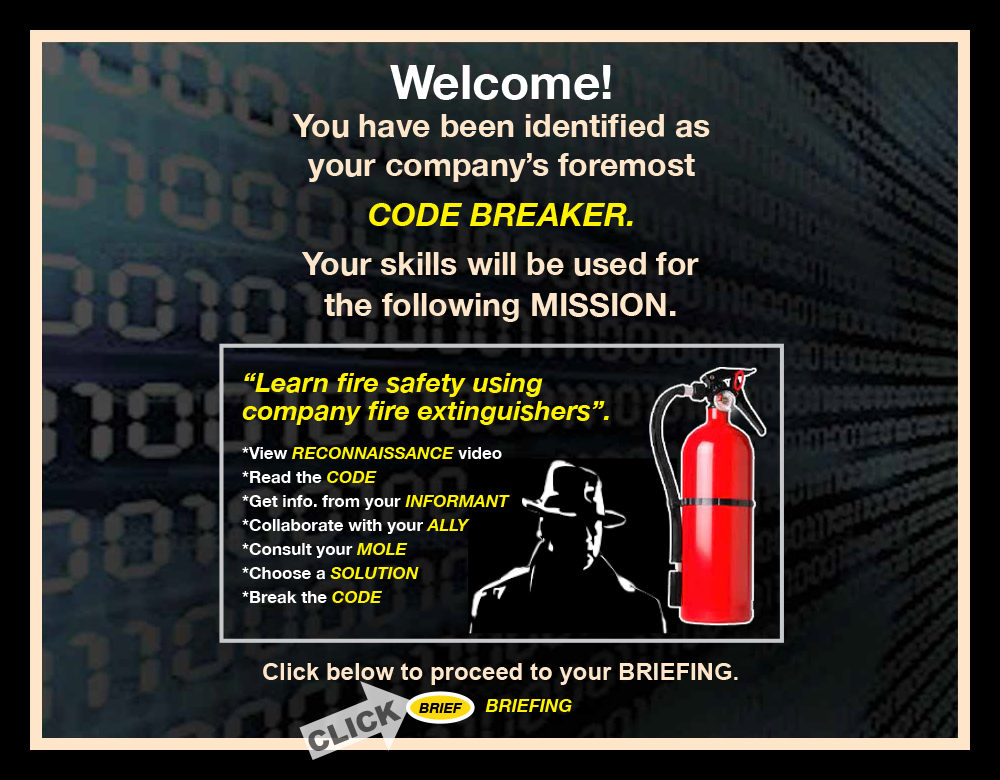 Welcome!
You have been identified as
your company’s foremost
CODE BREAKER.
Your skills will be used for
the following MISSION.
“Learn fire safety using
company fire extinguishers”.
*View RECONNAISSANCE video
*Read the CODE
*Get info. from your INFORMANT
*Collaborate with your ALLY
*Consult your MOLE
*Choose a SOLUTION
*Break the CODE
Click below to proceed to your BRIEFING.
CLICK BRIEF BRIEFING